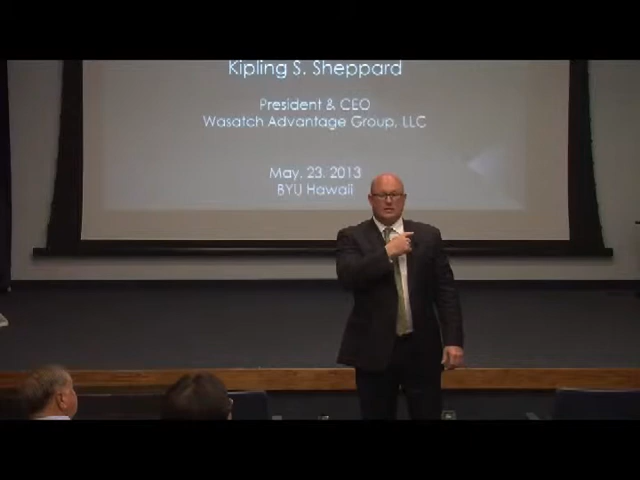 Kipling S. Sheppard
President & CEO
Wasatch Advantage Group, LLC
May. 23. 2013
BYU Hawaii